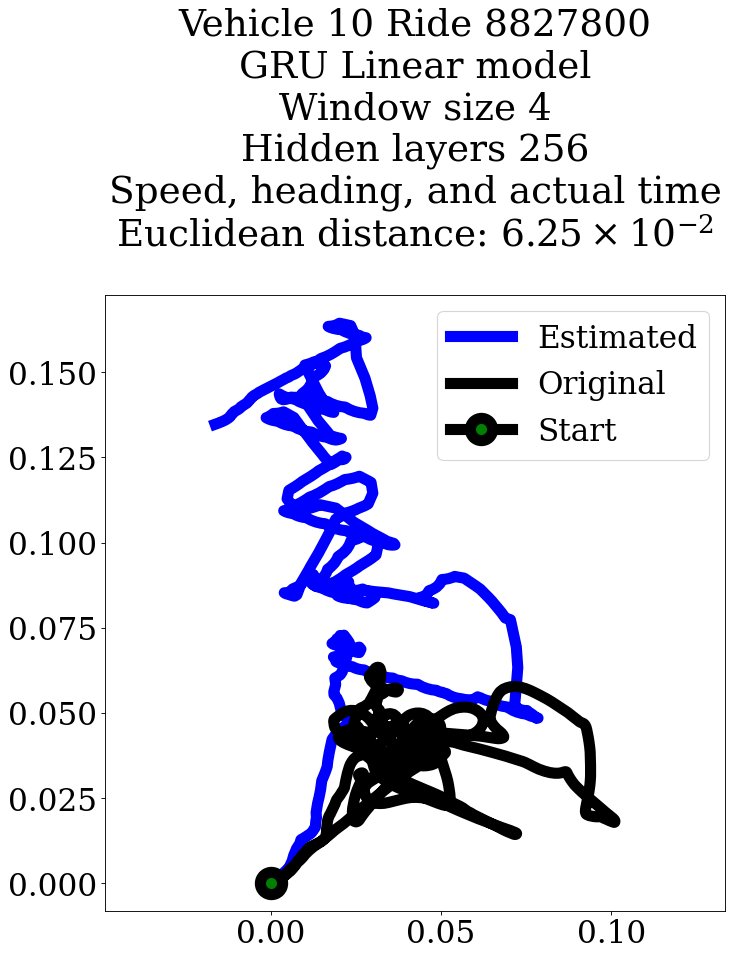 Vehicle 10 Ride 8827800
GRU Linear model
Window size 4
Hidden layers 256
Speed, heading, and actual time
Euclidean distance: 6.25 × 10⁻²
Estimated
Original
Start
0.150
0.125
0.100
0.075
0.050
0.025
0.000
0.00 0.05 0.10